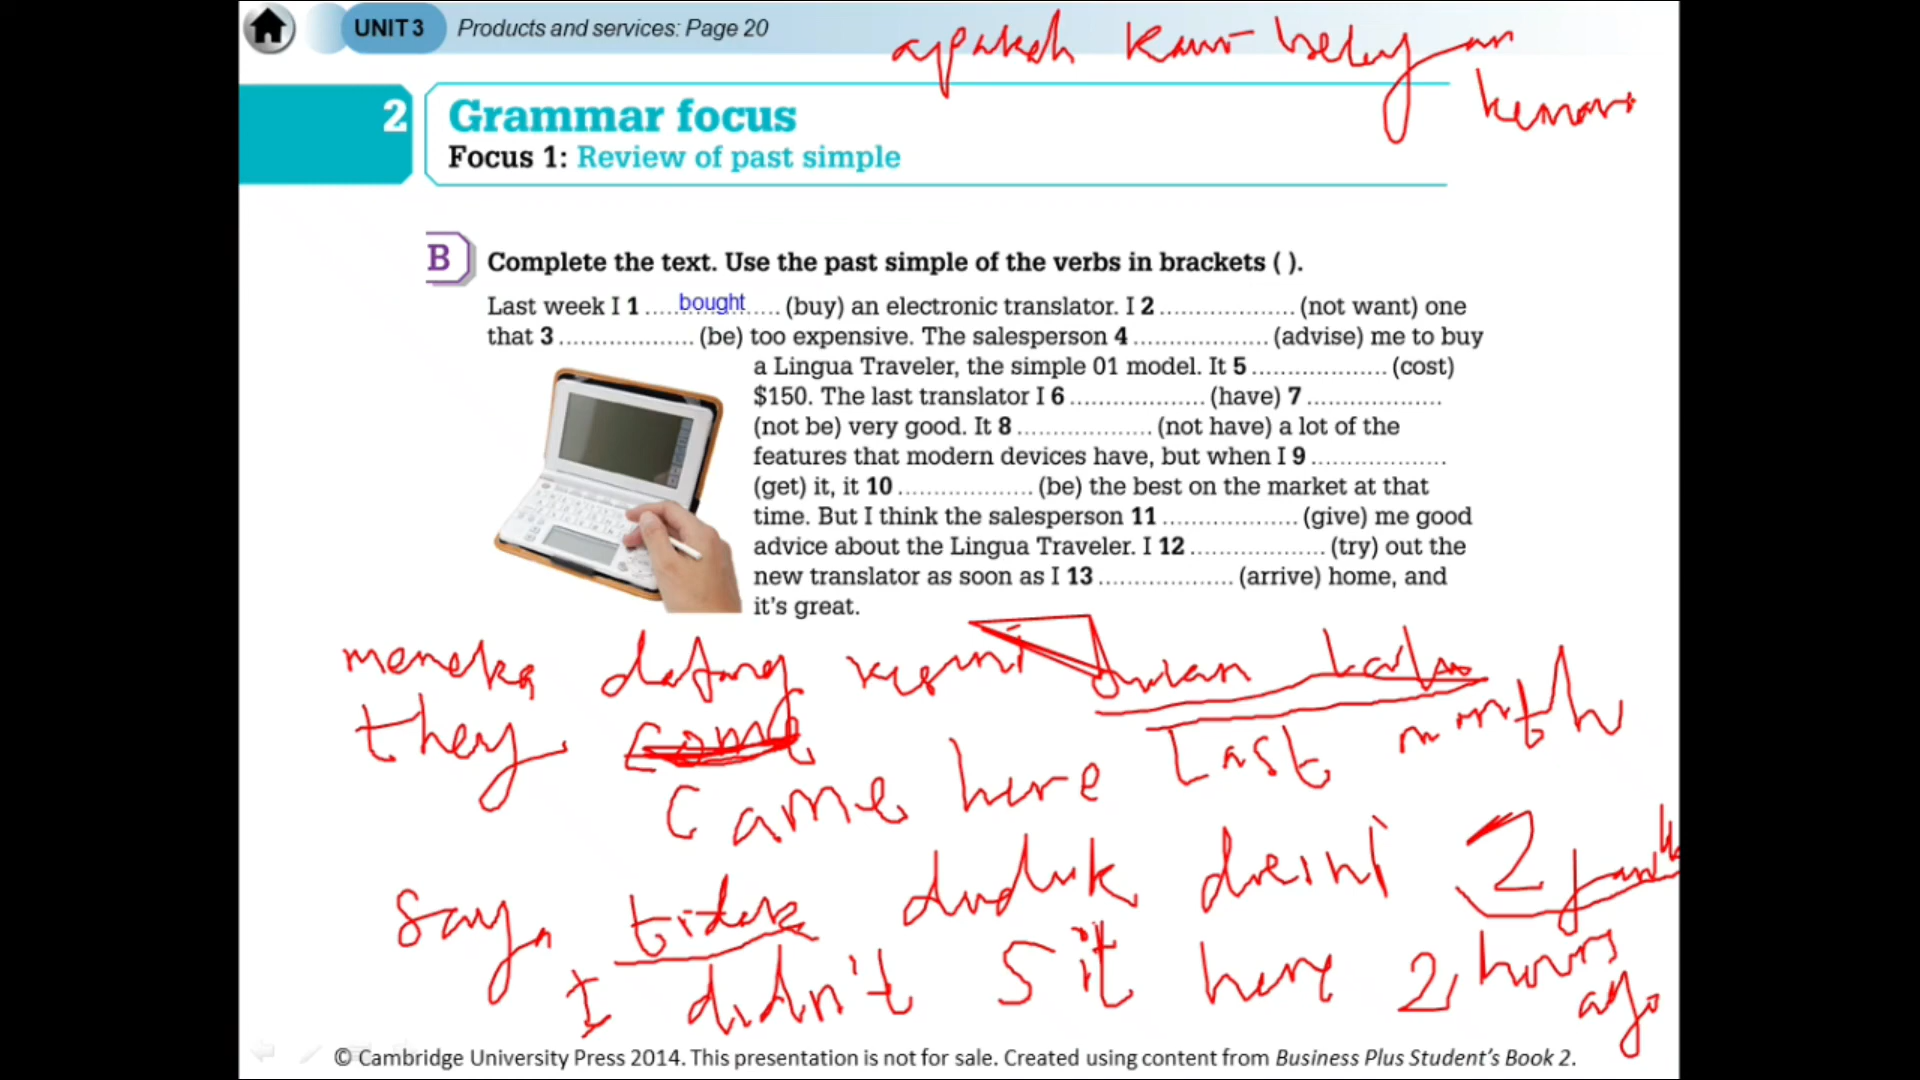 UNIT 3 Products and services: Page 20
apakah kau belajar
kemarin
2 Grammar focus
Focus 1: Review of past simple
B Complete the text. Use the past simple of the verbs in brackets ( ).
Last week I 1 .... bought .... (buy) an electronic translator. I 2 .................. (not want) one
that 3 .................. (be) too expensive. The salesperson 4 .................. (advise) me to buy
a Lingua Traveler, the simple 01 model. It 5 .................. (cost)
$150. The last translator I 6 .................. (have) 7 ..................
(not be) very good. It 8 .................. (not have) a lot of the
features that modern devices have, but when I 9 ..................
(get) it, it 10 .................. (be) the best on the market at that
time. But I think the salesperson 11 .................. (give) me good
advice about the Lingua Traveler. I 12 .................. (try) out the
new translator as soon as I 13 .................. (arrive) home, and
it's great.
mereka datang kesini bulan lalu
they come
came here last month
saya tidak duduk disini 2
I didn't sit here 2 hours
ago
© Cambridge University Press 2014. This presentation is not for sale. Created using content from Business Plus Student's Book 2.